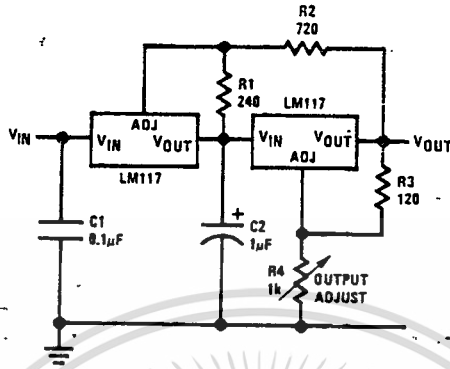 R2
720
R1
240
LM117
VIN
ADJ
VIN
VOUT
LM117
VIN
VOUT
ADJ
VOUT
R3
120
C1
0.1µF
C2
+
1µF
R4
1k
OUTPUT
ADJUST